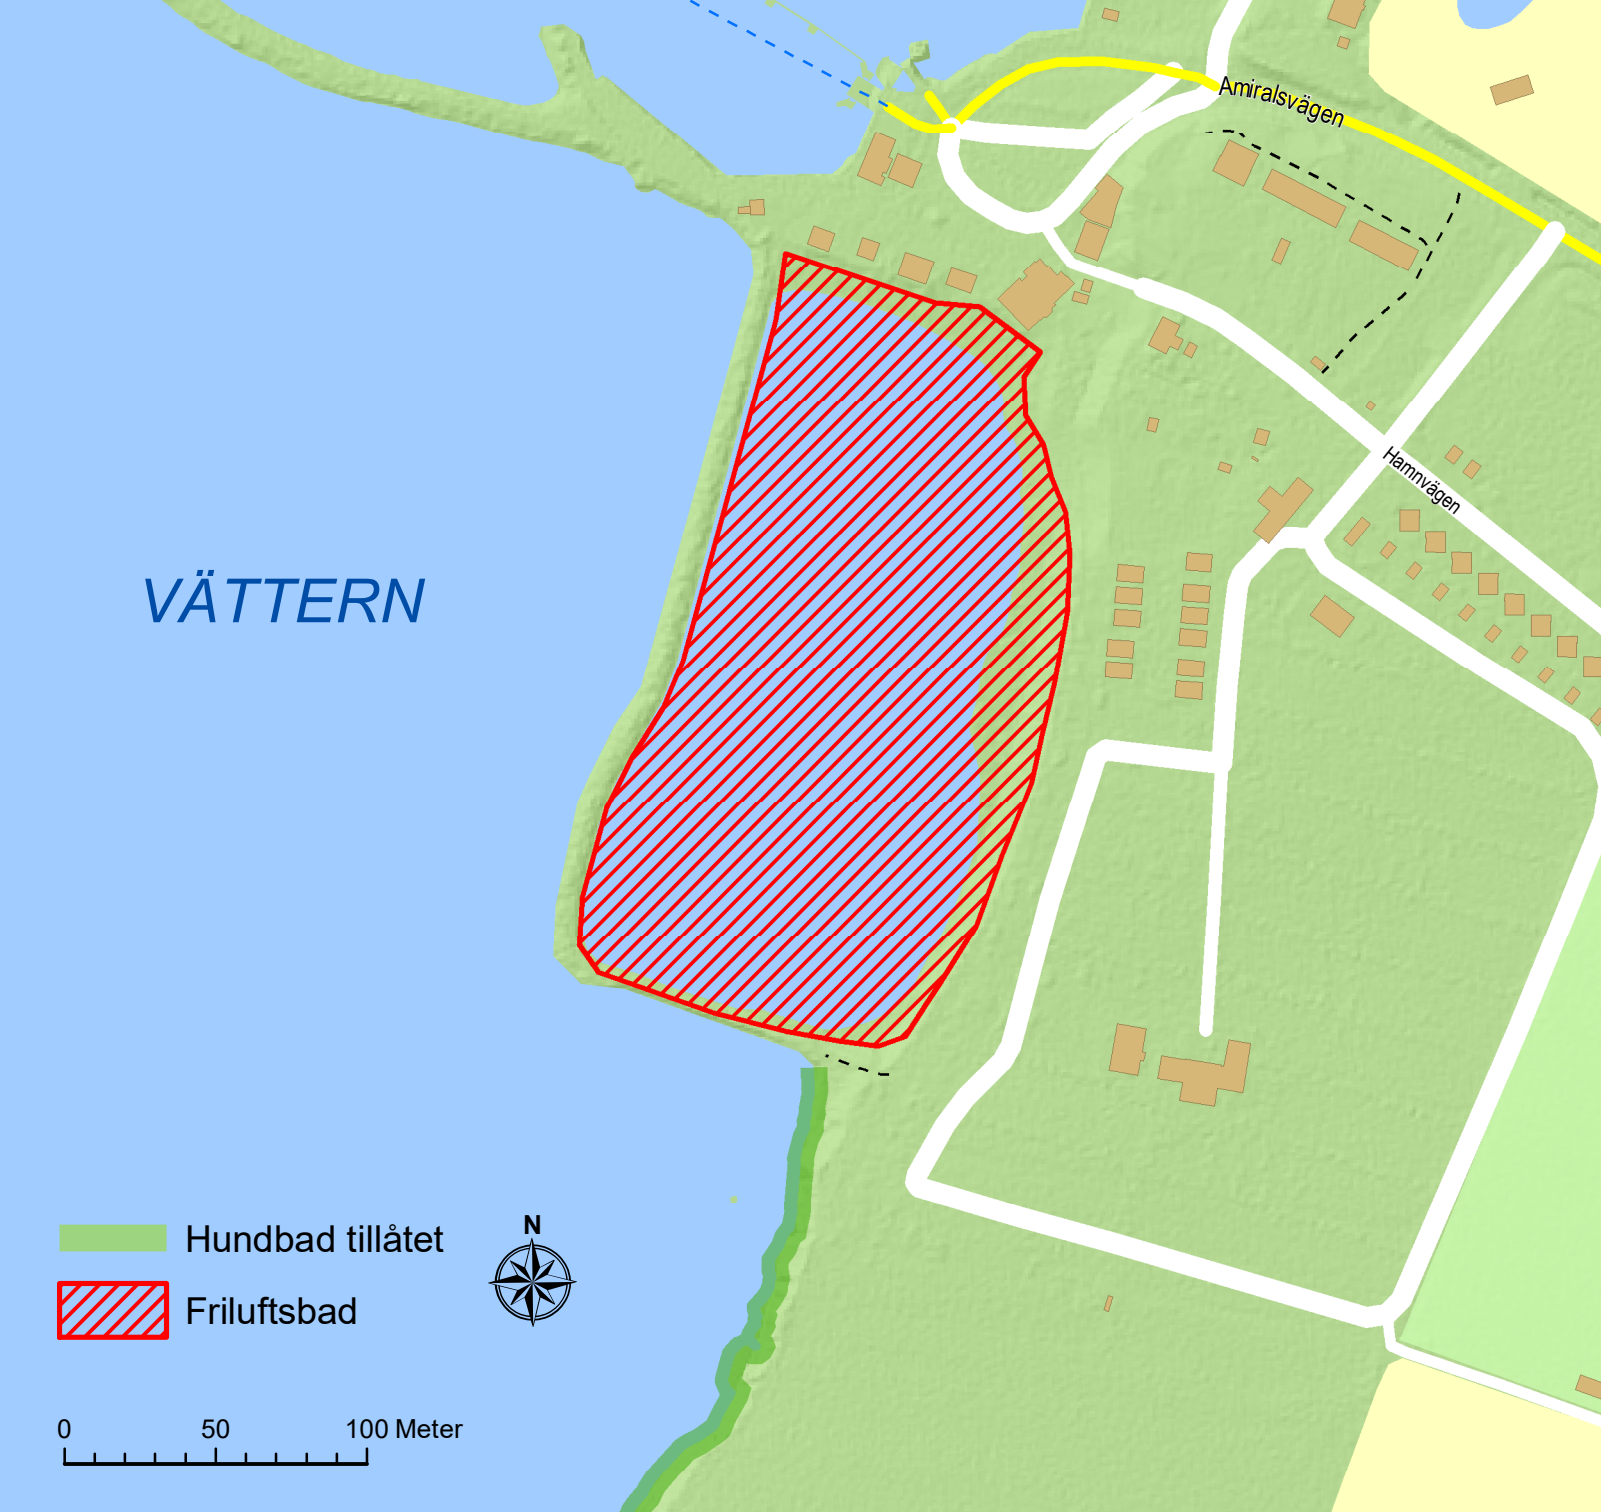 Amiralsvägen
Hamnvägen
VÄTTERN
Hundbad tillåtet
N
Friluftsbad
0 50 100 Meter